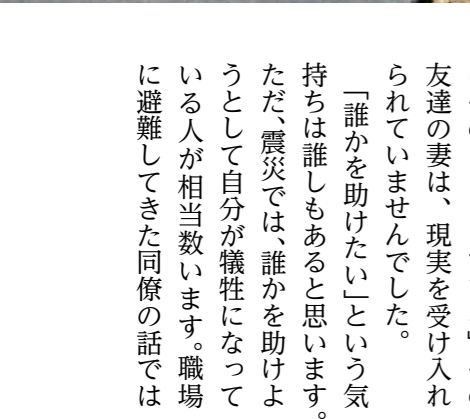 友達の妻は、現実を受け入れ
られていませんでした。
「誰かを助けたい」という気
持ちは誰しもあると思います。
ただ、震災では、誰かを助けよ
うとして自分が犠牲になって
いる人が相当数います。職場
に避難してきた同僚の話では